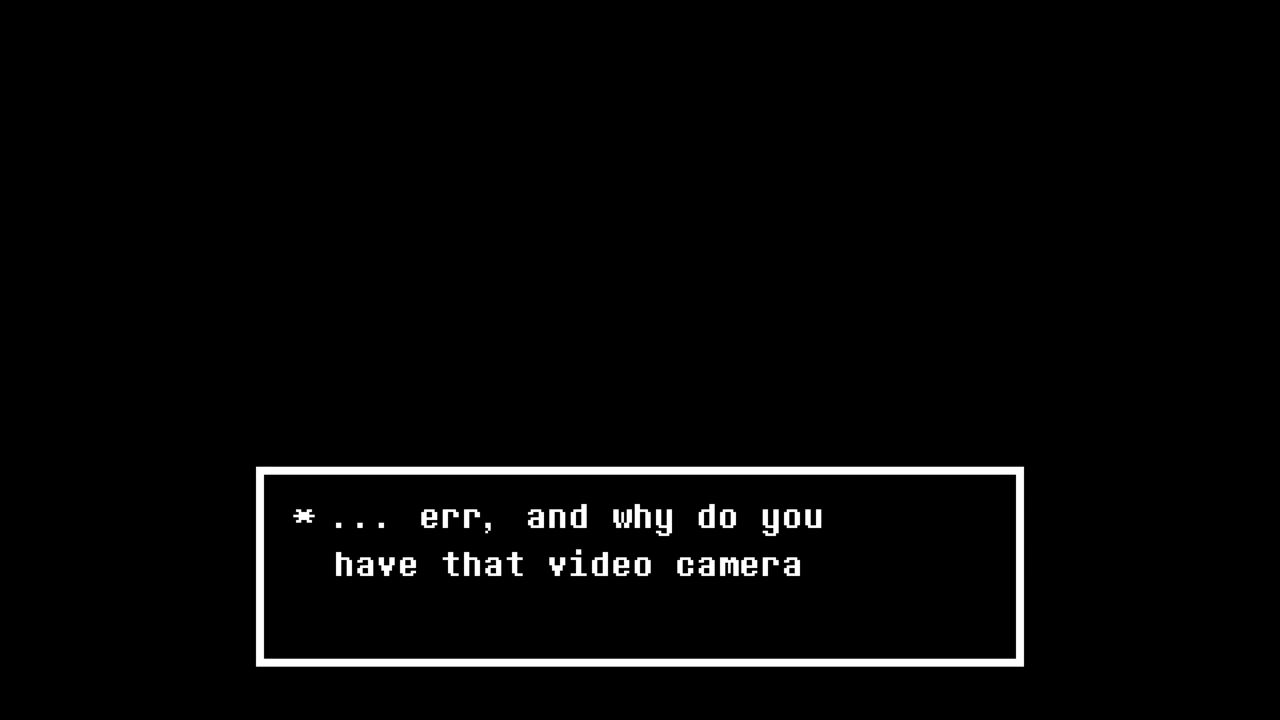 * ... err, and why do you
have that video camera